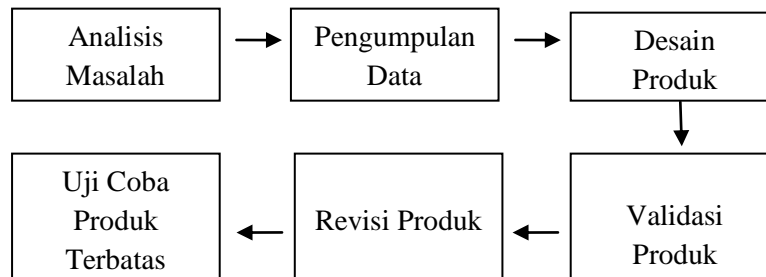 Analisis
Masalah
Pengumpulan
Data
Desain
Produk
Validasi
Produk
Revisi Produk
Uji Coba
Produk
Terbatas